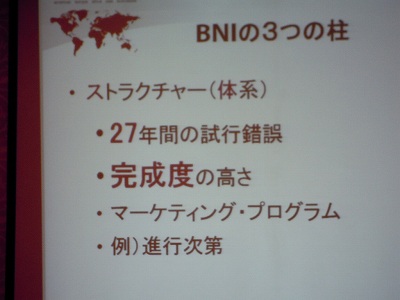 BNIの３つの柱
・ストラクチャー（体系）
・27年間の試行錯誤
・完成度の高さ
・マーケティング・プログラム
・例）進行次第